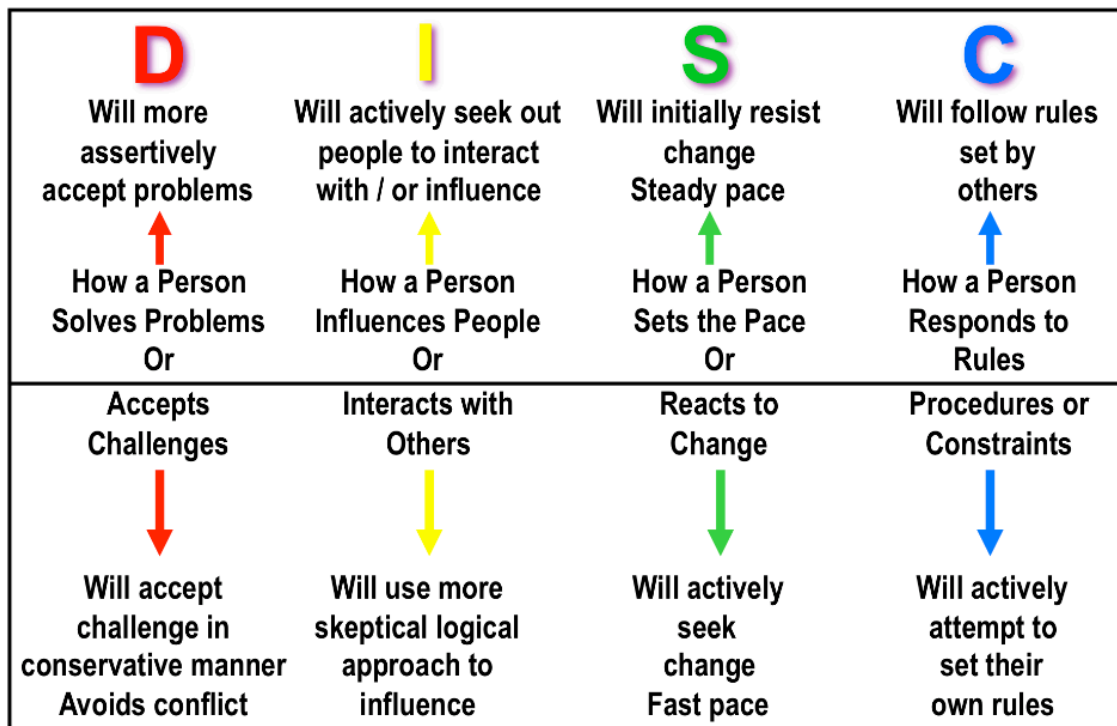 D
Will more
assertively
accept problems
How a Person
Solves Problems
Or
Accepts
Challenges
Will accept
challenge in
conservative manner
Avoids conflict
I
Will actively seek out
people to interact
with / or influence
How a Person
Influences People
Or
Interacts with
Others
Will use more
skeptical logical
approach to
influence
S
Will initially resist
change
Steady pace
How a Person
Sets the Pace
Or
Reacts to
Change
Will actively
seek
change
Fast pace
C
Will follow rules
set by
others
How a Person
Responds to
Rules
Procedures or
Constraints
Will actively
attempt to
set their
own rules